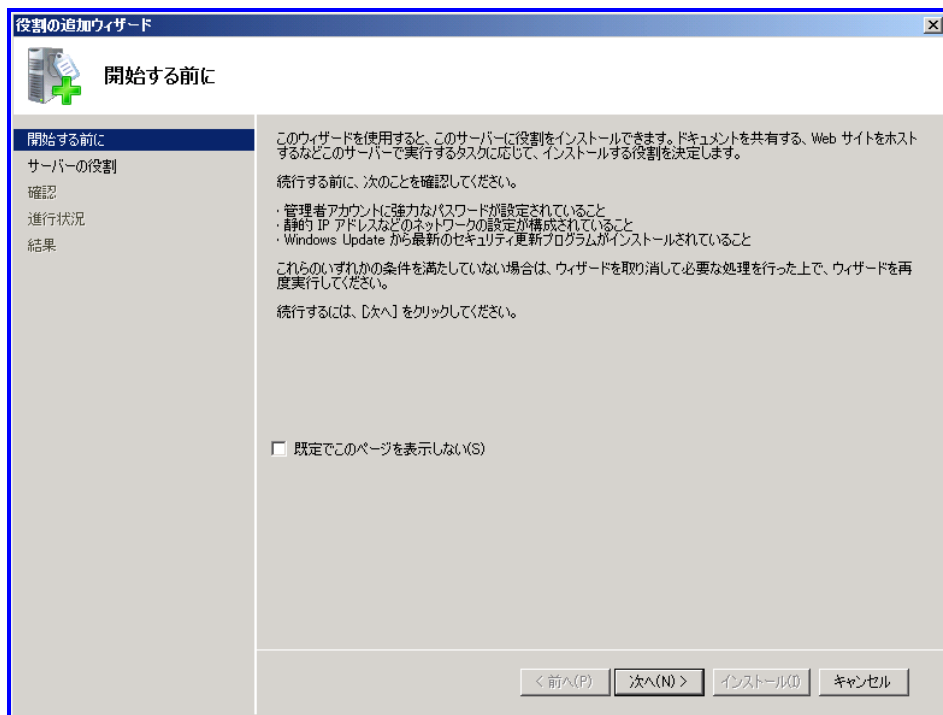 役割の追加ウィザード
開始する前に
開始する前に
サーバーの役割
確認
進行状況
結果
このウィザードを使用すると、このサーバーに役割をインストールできます。ドキュメントを共有する、Web サイトをホスト
するなどこのサーバーで実行するタスクに応じて、インストールする役割を決定します。
続行する前に、次のことを確認してください。
・管理者アカウントに強力なパスワードが設定されていること
・静的 IP アドレスなどのネットワークの設定が構成されていること
・Windows Update から最新のセキュリティ更新プログラムがインストールされていること
これらのいずれかの条件を満たしていない場合は、ウィザードを取り消して必要な処理を行った上で、ウィザードを再
度実行してください。
続行するには、[次へ] をクリックしてください。
既定でこのページを表示しない(S)
< 前へ(P)
次へ(N) >
インストール(I)
キャンセル